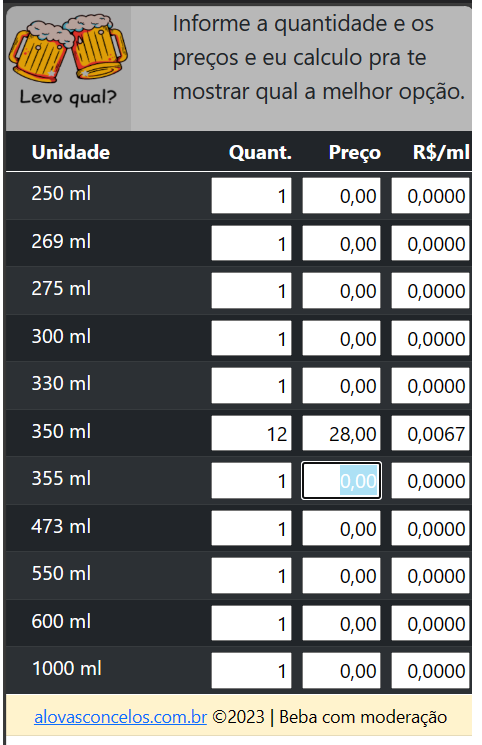 Levo qual?
Informe a quantidade e os
preços e eu calculo pra te
mostrar qual a melhor opção.
Unidade Quant. Preço R$/ml
250 ml 1 0,00 0,0000
269 ml 1 0,00 0,0000
275 ml 1 0,00 0,0000
300 ml 1 0,00 0,0000
330 ml 1 0,00 0,0000
350 ml 12 28,00 0,0067
355 ml 1 0,00 0,0000
473 ml 1 0,00 0,0000
550 ml 1 0,00 0,0000
600 ml 1 0,00 0,0000
1000 ml 1 0,00 0,0000
alovasconcelos.com.br ©2023 | Beba com moderação